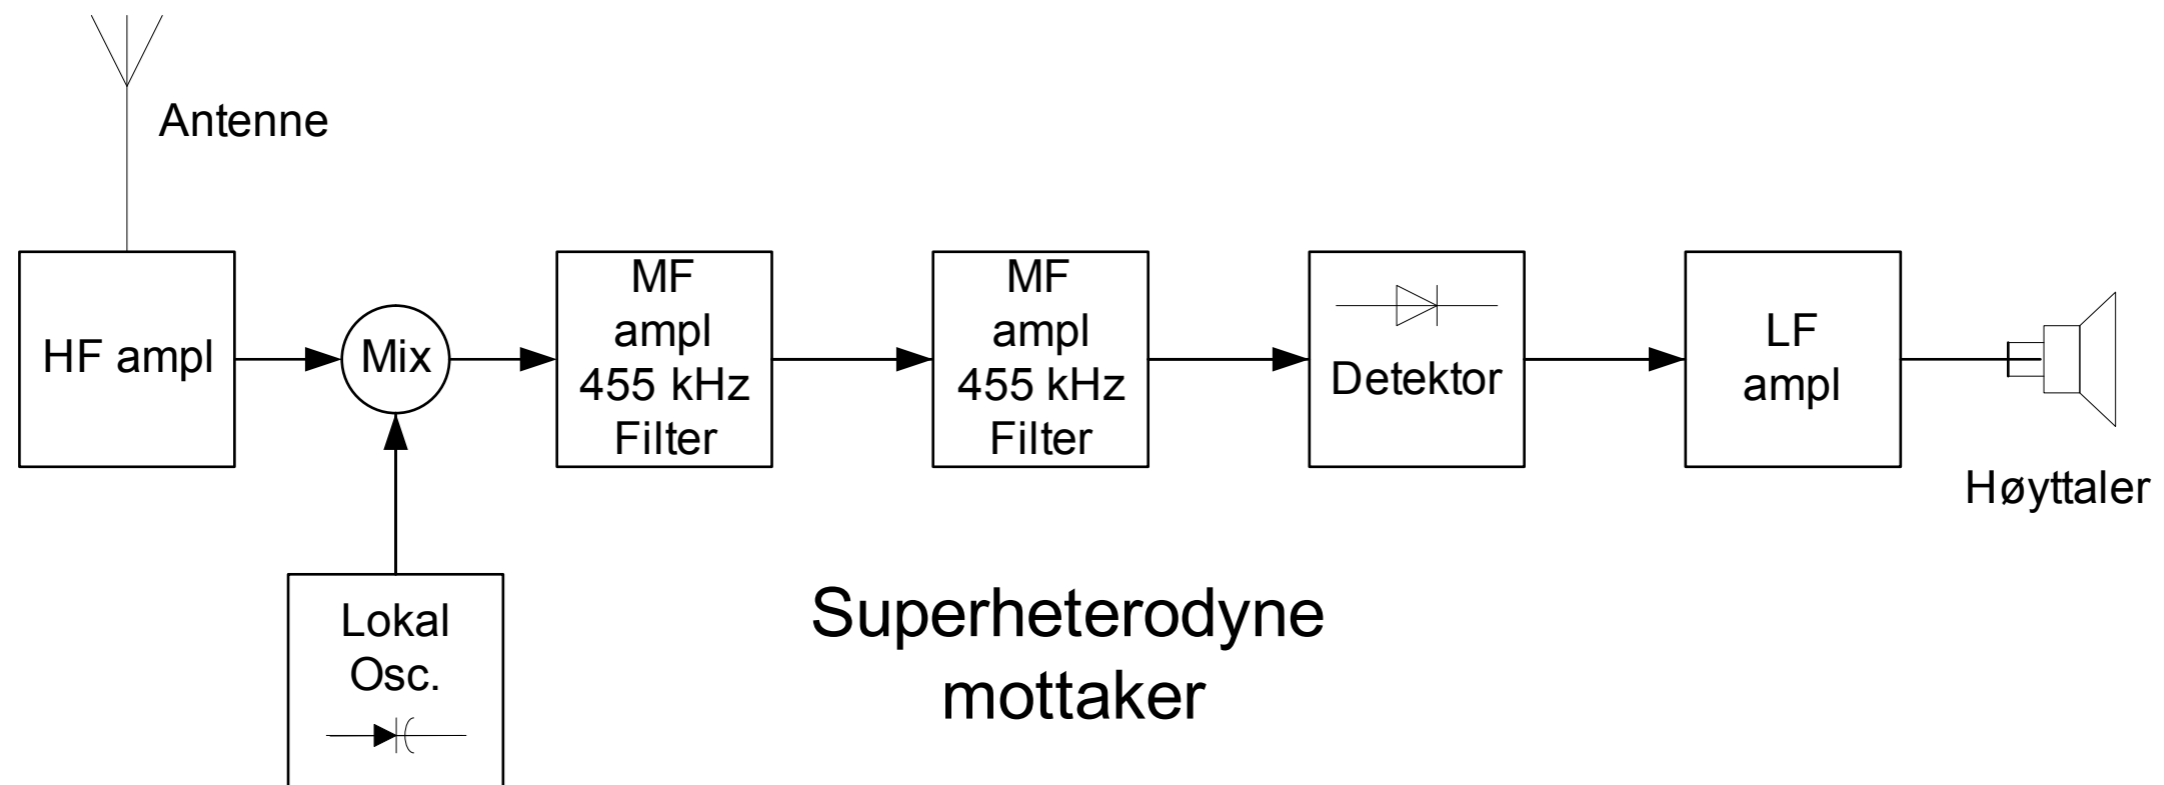 Antenne
HF ampl
Mix
MF
ampl
455 kHz
Filter
MF
ampl
455 kHz
Filter
Detektor
LF
ampl
Høyttaler
Lokal
Osc.
Superheterodyne
mottaker